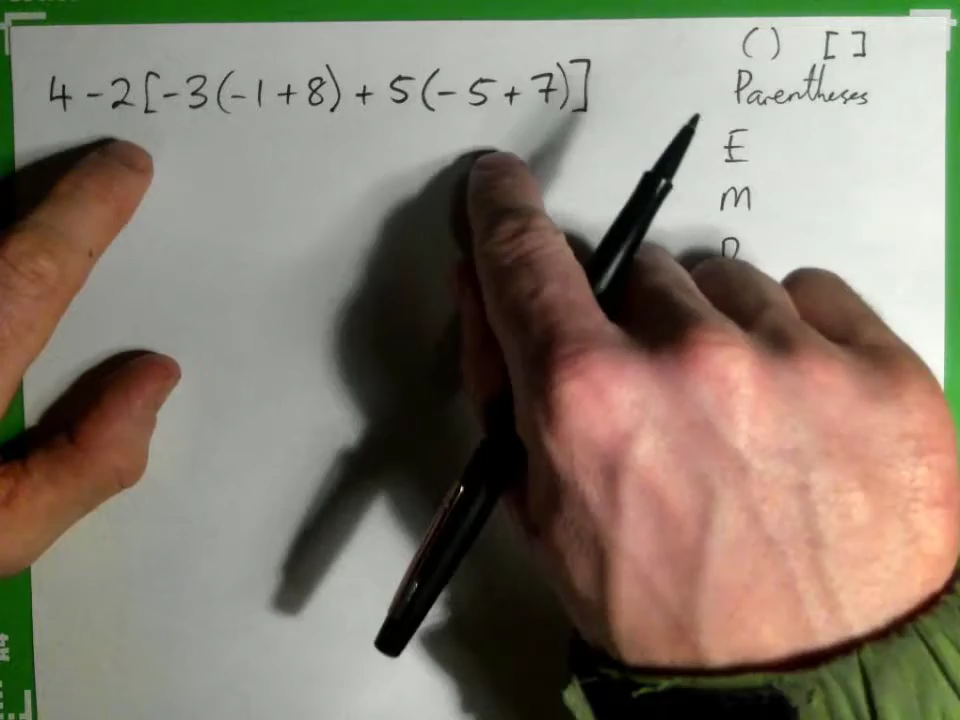 4 - 2[-3(-1+8) + 5(-5+7)]
( ) [ ]
Parentheses
E
M
D